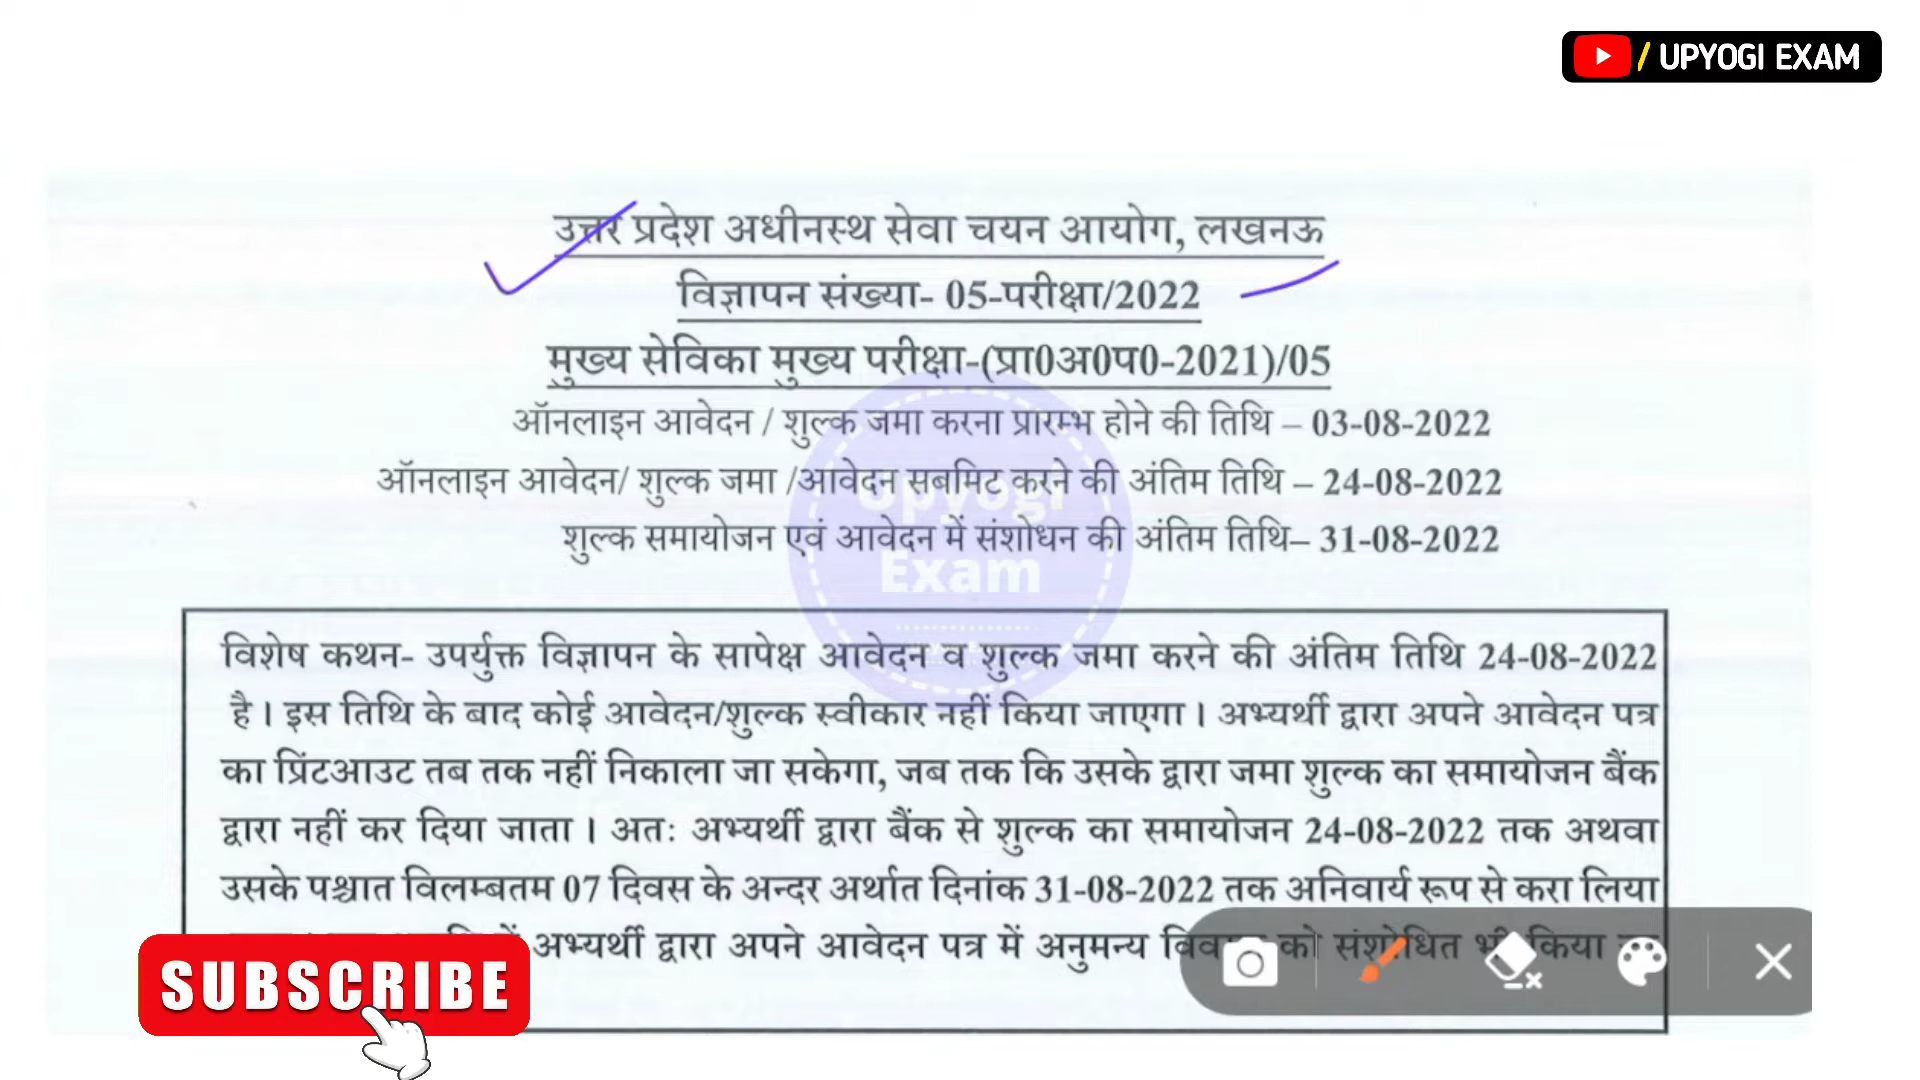 / UPYOGI EXAM
उत्तर प्रदेश अधीनस्थ सेवा चयन आयोग, लखनऊ
विज्ञापन संख्या- 05-परीक्षा/2022
मुख्य सेविका मुख्य परीक्षा-(प्रा0अ0प0-2021)/05
ऑनलाइन आवेदन / शुल्क जमा करना प्रारम्भ होने की तिथि – 03-08-2022
ऑनलाइन आवेदन/ शुल्क जमा /आवेदन सबमिट करने की अंतिम तिथि – 24-08-2022
शुल्क समायोजन एवं आवेदन में संशोधन की अंतिम तिथि– 31-08-2022
Upyogi
Exam
विशेष कथन- उपर्युक्त विज्ञापन के सापेक्ष आवेदन व शुल्क जमा करने की अंतिम तिथि 24-08-2022
है। इस तिथि के बाद कोई आवेदन/शुल्क स्वीकार नहीं किया जाएगा। अभ्यर्थी द्वारा अपने आवेदन पत्र
का प्रिंटआउट तब तक नहीं निकाला जा सकेगा, जब तक कि उसके द्वारा जमा शुल्क का समायोजन बैंक
द्वारा नहीं कर दिया जाता। अतः अभ्यर्थी द्वारा बैंक से शुल्क का समायोजन 24-08-2022 तक अथवा
उसके पश्चात विलम्बतम 07 दिवस के अन्दर अर्थात दिनांक 31-08-2022 तक अनिवार्य रूप से करा लिया
अभ्यर्थी द्वारा अपने आवेदन पत्र में अनुमन्य को संशोधित भी किया
SUBSCRIBE